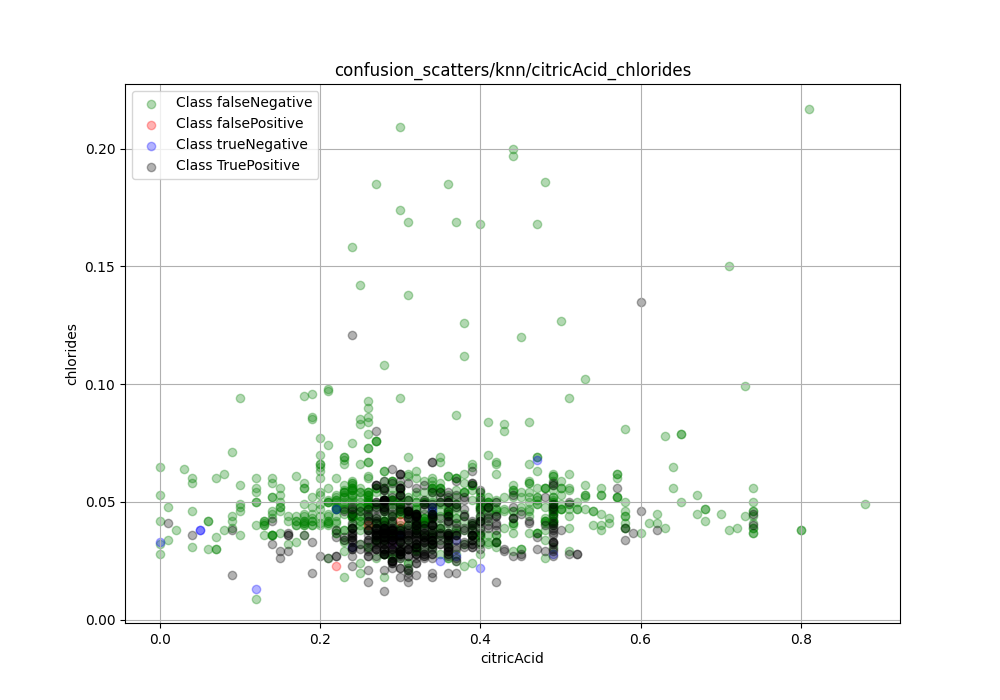 confusion_scatters/knn/citricAcid_chlorides
Class falseNegative
Class falsePositive
Class trueNegative
Class TruePositive
0.20
0.15
0.10
0.05
0.00
chlorides
0.0 0.2 0.4 0.6 0.8
citricAcid